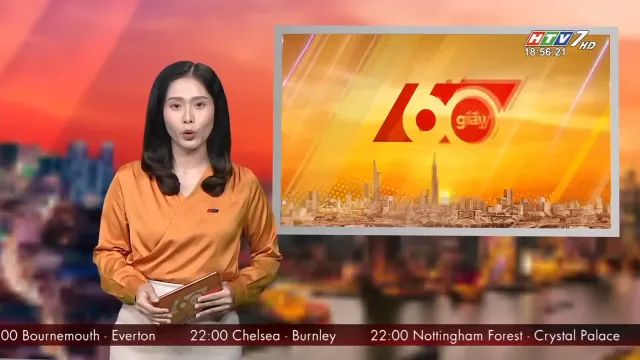 HTV7 HD
18:56:21
60 giây
:00 Bournemouth - Everton 22:00 Chelsea - Burnley 22:00 Nottingham Forest - Crystal Palace